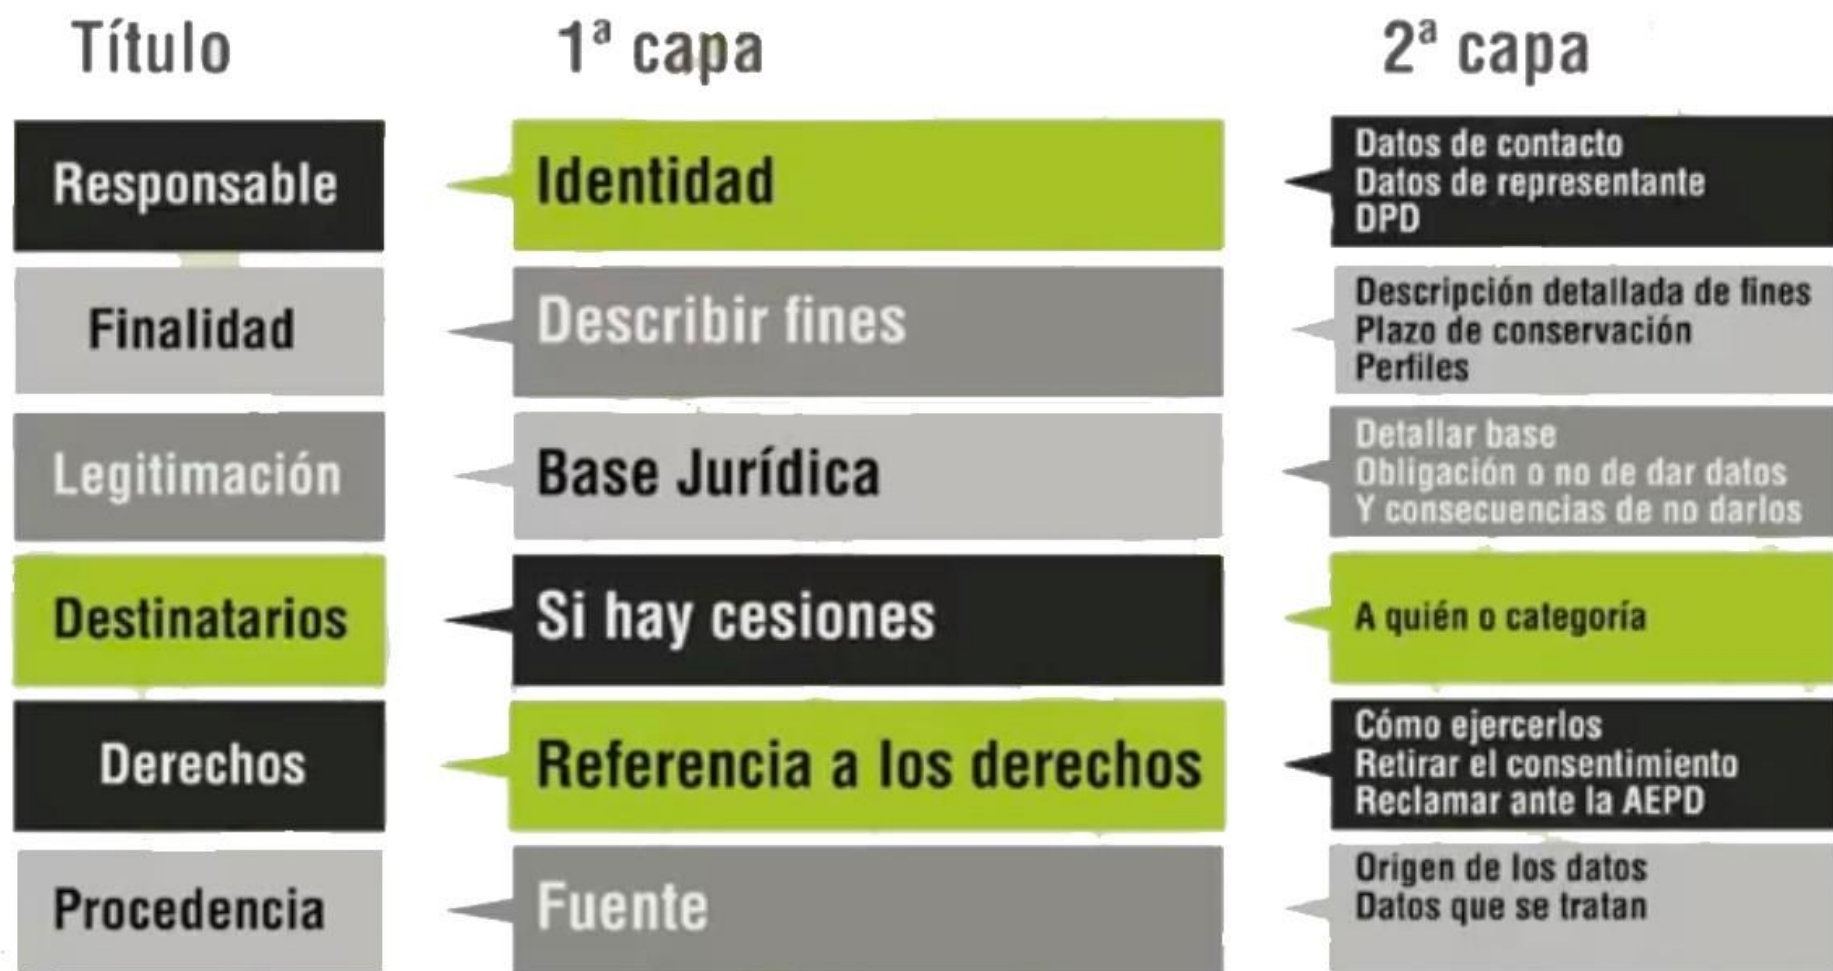 Título 1ª capa 2ª capa
Responsable
Identidad
Datos de contacto
Datos de representante
DPD
Finalidad
Describir fines
Descripción detallada de fines
Plazo de conservación
Perfiles
Legitimación
Base Jurídica
Detallar base
Obligación o no de dar datos
Y consecuencias de no darlos
Destinatarios
Si hay cesiones
A quién o categoría
Derechos
Referencia a los derechos
Cómo ejercerlos
Retirar el consentimiento
Reclamar ante la AEPD
Procedencia
Fuente
Origen de los datos
Datos que se tratan